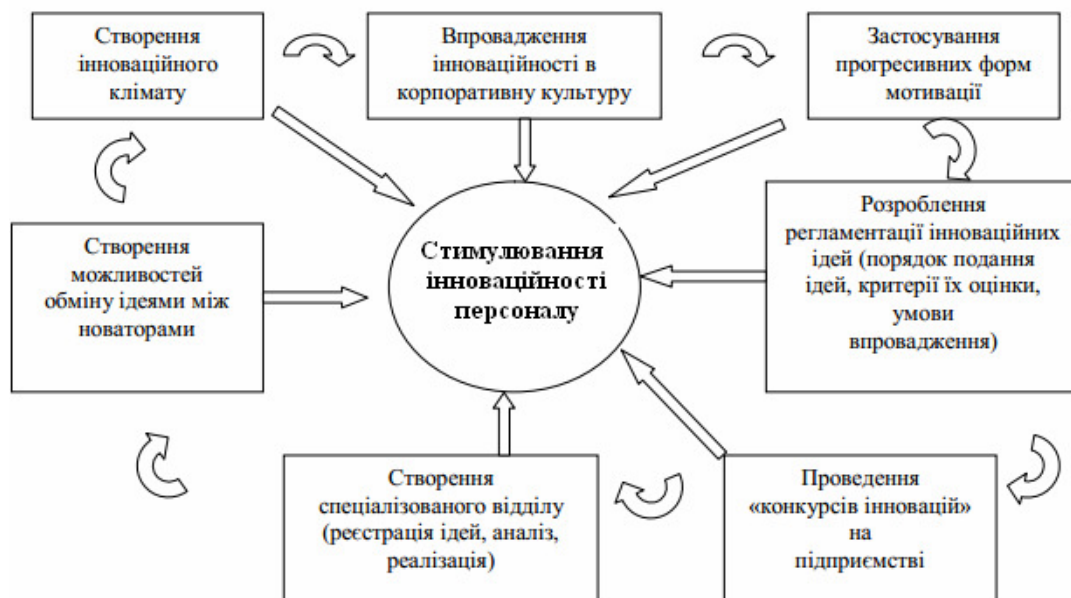 Створення
інноваційного
клімату
Впровадження
інноваційності в
корпоративну культуру
Застосування
прогресивних форм
мотивації
Створення
можливостей
обміну ідеями між
новаторами
Стимулювання
інноваційності
персоналу
Розроблення
регламентації інноваційних
ідей (порядок подання
ідей, критерії їх оцінки,
умови
впровадження)
Створення
спеціалізованого відділу
(реєстрація ідей, аналіз,
реалізація)
Проведення
«конкурсів інновацій»
на
підприємстві